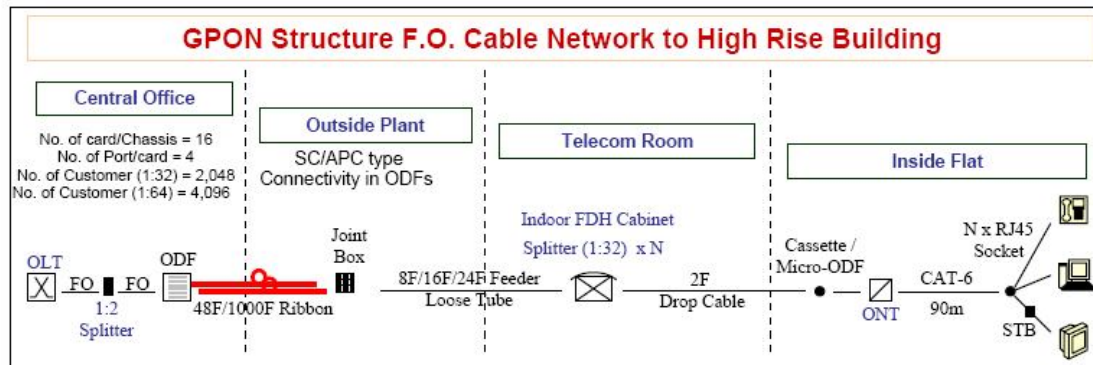 GPON Structure F.O. Cable Network to High Rise Building
Central Office
No. of card/Chassis = 16
No. of Port/card = 4
No. of Customer (1:32) = 2,048
No. of Customer (1:64) = 4,096
OLT
FO
FO
1:2
Splitter
ODF
Outside Plant
SC/APC type
Connectivity in ODFs
48F/1000F Ribbon
Joint
Box
8F/16F/24F Feeder
Loose Tube
Telecom Room
Indoor FDH Cabinet
Splitter (1:32) x N
2F
Drop Cable
Inside Flat
Cassette /
Micro-ODF
ONT
CAT-6
90m
N x RJ45
Socket
STB